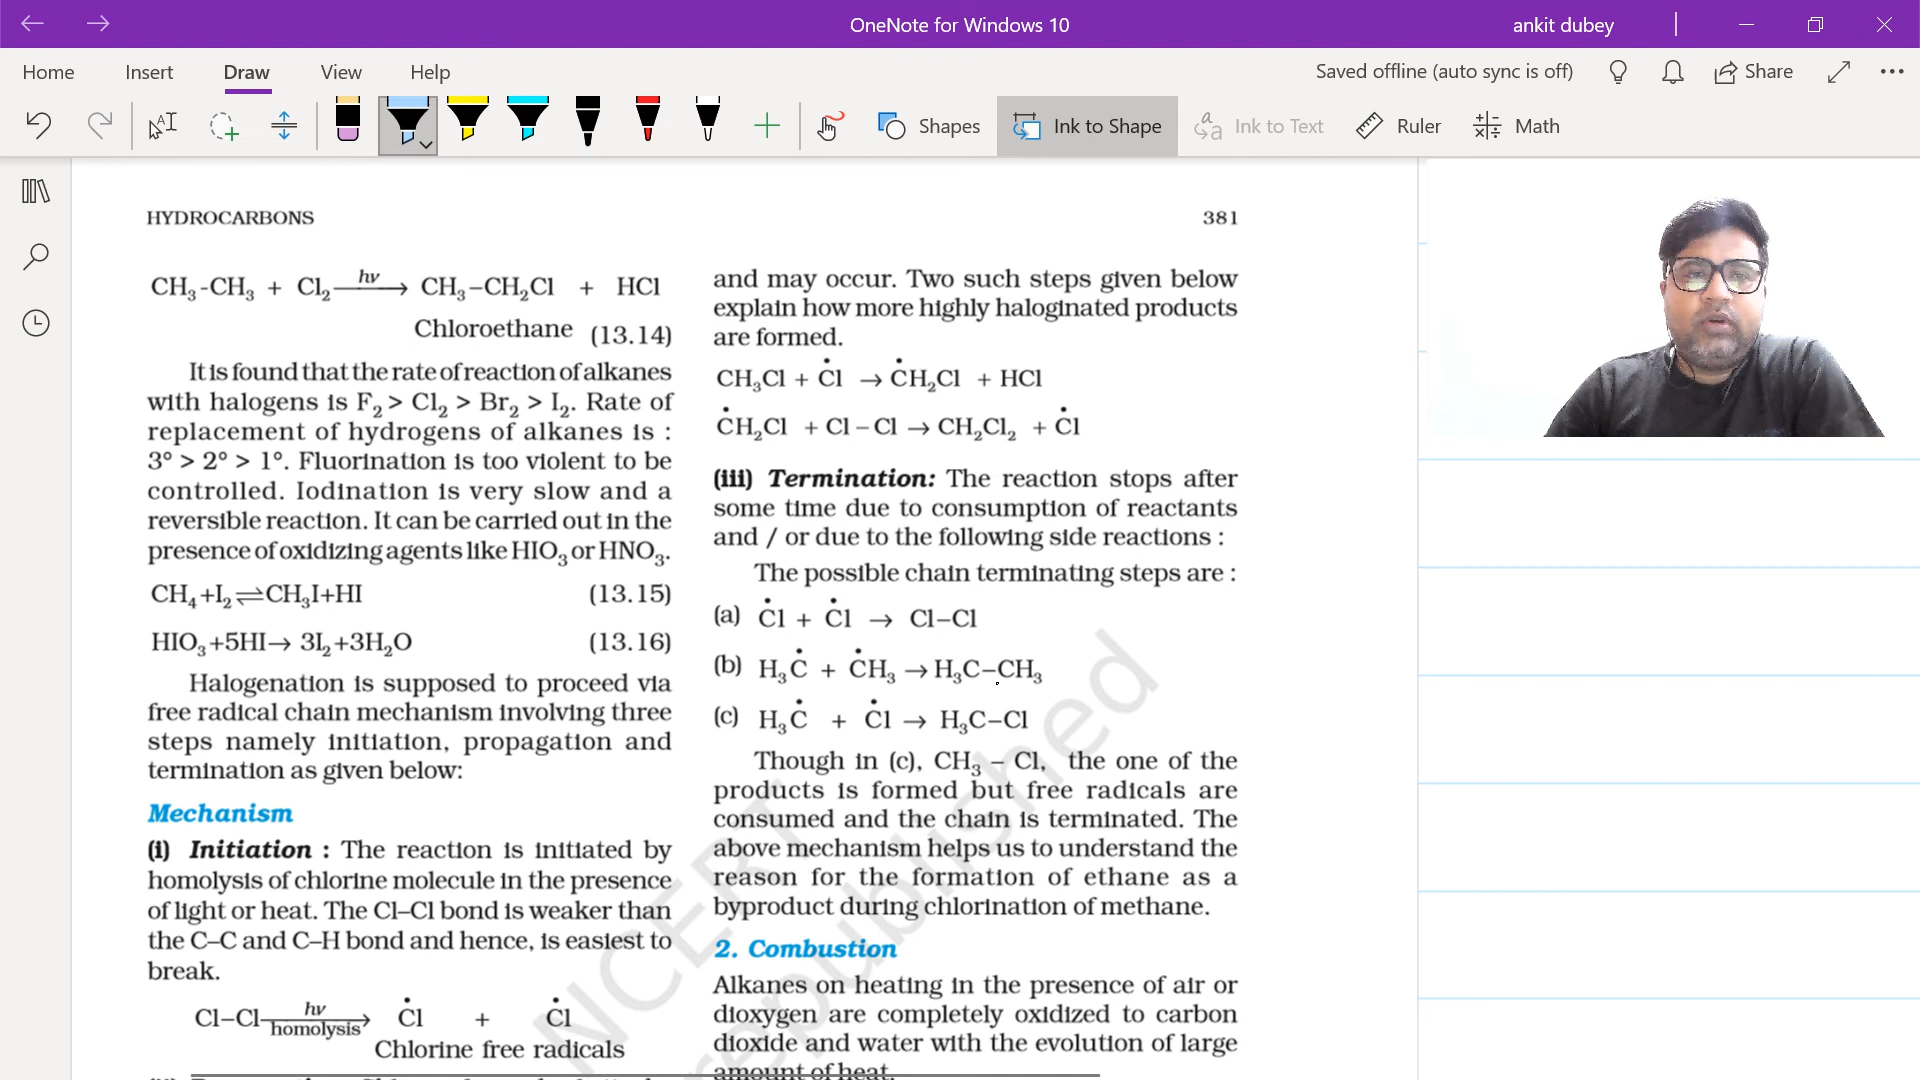 OneNote for Windows 10
ankit dubey
Home Insert Draw View Help
Saved offline (auto sync is off) Share
Shapes Ink to Shape Ink to Text Ruler Math
HYDROCARBONS 381
CH₃-CH₃ + Cl₂ —hν→ CH₃–CH₂Cl + HCl
Chloroethane (13.14)
It is found that the rate of reaction of alkanes
with halogens is F₂ > Cl₂ > Br₂ > I₂. Rate of
replacement of hydrogens of alkanes is :
3° > 2° > 1°. Fluorination is too violent to be
controlled. Iodination is very slow and a
reversible reaction. It can be carried out in the
presence of oxidizing agents like HIO₃ or HNO₃.
CH₄+I₂⇌CH₃I+HI (13.15)
HIO₃+5HI→ 3I₂+3H₂O (13.16)
Halogenation is supposed to proceed via
free radical chain mechanism involving three
steps namely initiation, propagation and
termination as given below:
Mechanism
(i) Initiation : The reaction is initiated by
homolysis of chlorine molecule in the presence
of light or heat. The Cl–Cl bond is weaker than
the C–C and C–H bond and hence, is easiest to
break.
Cl–Cl —hν/homolysis→ Ċl + Ċl
Chlorine free radicals
and may occur. Two such steps given below
explain how more highly haloginated products
are formed.
CH₃Cl + Ċl → ĊH₂Cl + HCl
ĊH₂Cl + Cl – Cl → CH₂Cl₂ + Ċl
(iii) Termination: The reaction stops after
some time due to consumption of reactants
and / or due to the following side reactions :
The possible chain terminating steps are :
(a) Ċl + Ċl → Cl–Cl
(b) H₃Ċ + ĊH₃ → H₃C–CH₃
(c) H₃Ċ + Ċl → H₃C–Cl
Though in (c), CH₃ – Cl, the one of the
products is formed but free radicals are
consumed and the chain is terminated. The
above mechanism helps us to understand the
reason for the formation of ethane as a
byproduct during chlorination of methane.
2. Combustion
Alkanes on heating in the presence of air or
dioxygen are completely oxidized to carbon
dioxide and water with the evolution of large
amount of heat.
NCERT
republished